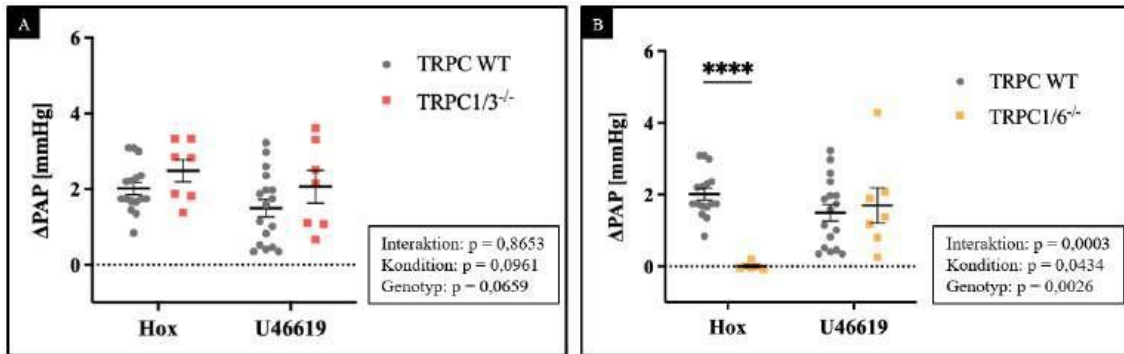 A
6
4
2
0
ΔPAP [mmHg]
TRPC WT
TRPC1/3-/-
Hox
U46619
Interaktion: p = 0,8653
Kondition: p = 0,0961
Genotyp: p = 0,0659
B
6
4
2
0
ΔPAP [mmHg]
****
TRPC WT
TRPC1/6-/-
Hox
U46619
Interaktion: p = 0,0003
Kondition: p = 0,0434
Genotyp: p = 0,0026